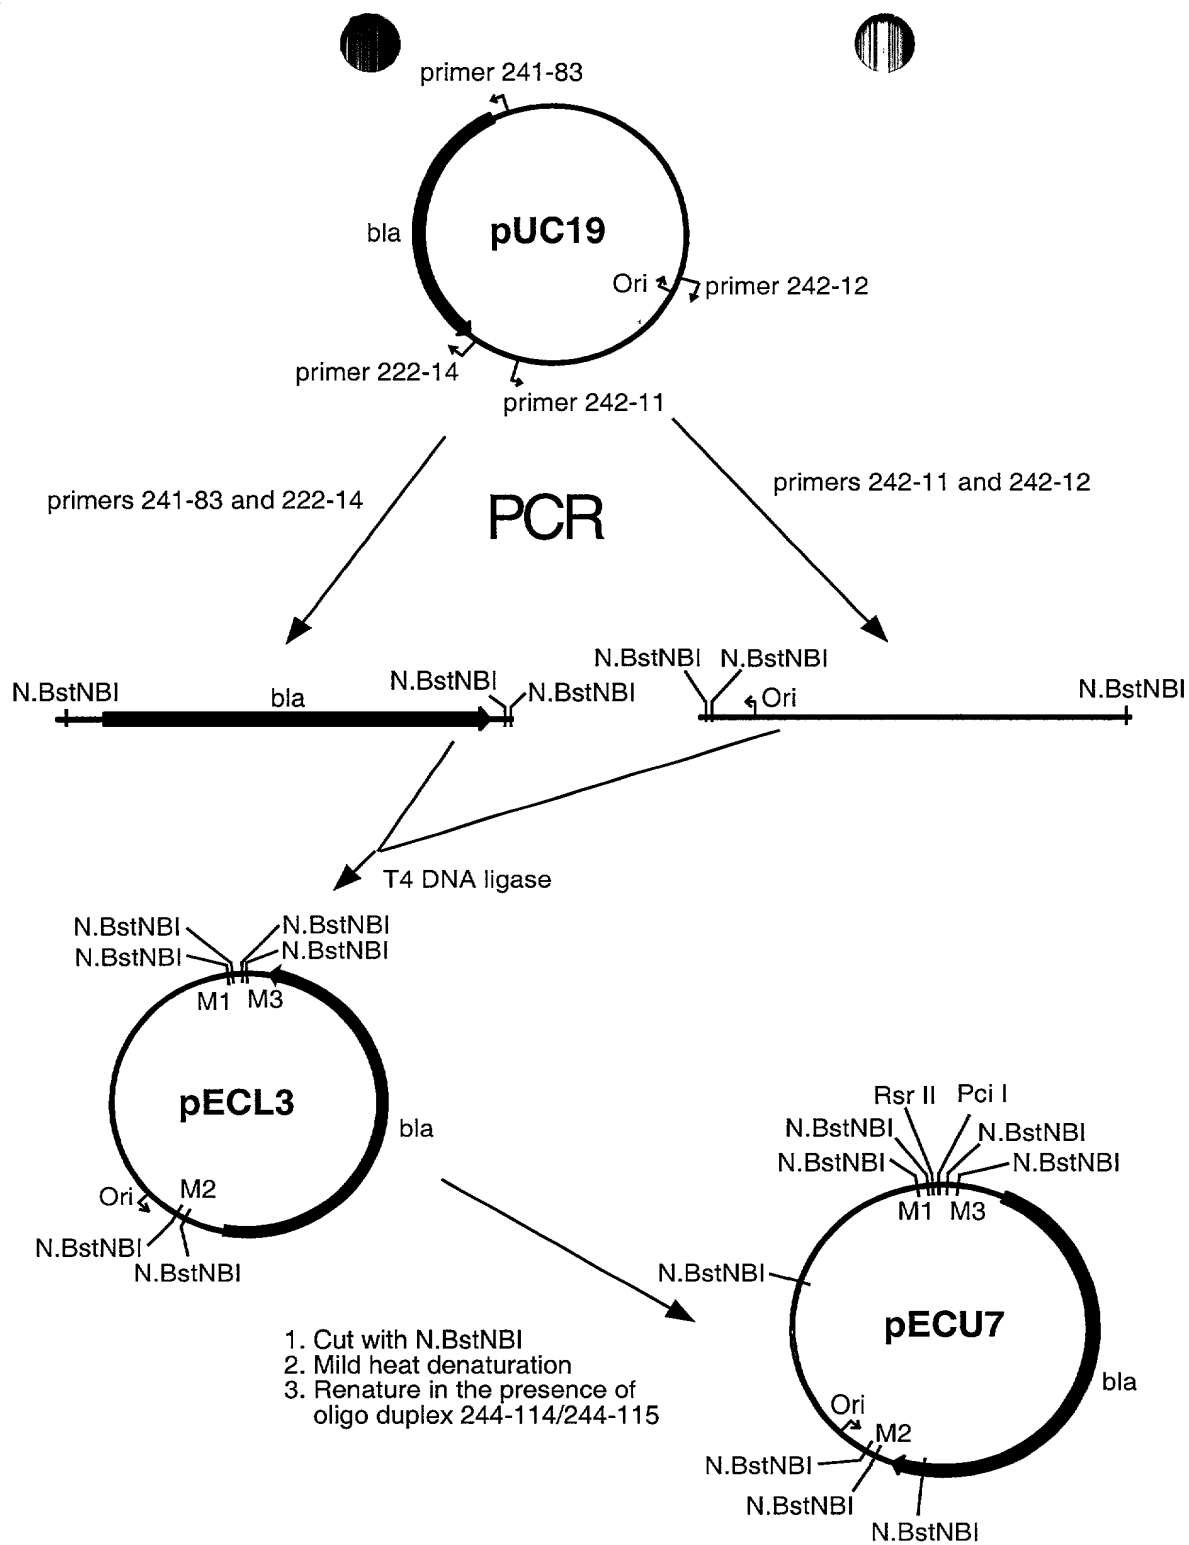 primer 241-83
bla
pUC19
Ori
primer 242-12
primer 222-14
primer 242-11
primers 241-83 and 222-14
PCR
primers 242-11 and 242-12
N.BstNBI
bla
N.BstNBI
N.BstNBI
N.BstNBI
N.BstNBI
Ori
N.BstNBI
T4 DNA ligase
N.BstNBI
N.BstNBI
N.BstNBI
N.BstNBI
M1
M3
pECL3
bla
Ori
M2
N.BstNBI
N.BstNBI
1. Cut with N.BstNBI
2. Mild heat denaturation
3. Renature in the presence of
oligo duplex 244-114/244-115
Rsr II
Pci I
N.BstNBI
N.BstNBI
N.BstNBI
N.BstNBI
M1
M3
N.BstNBI
pECU7
bla
Ori
M2
N.BstNBI
N.BstNBI
N.BstNBI